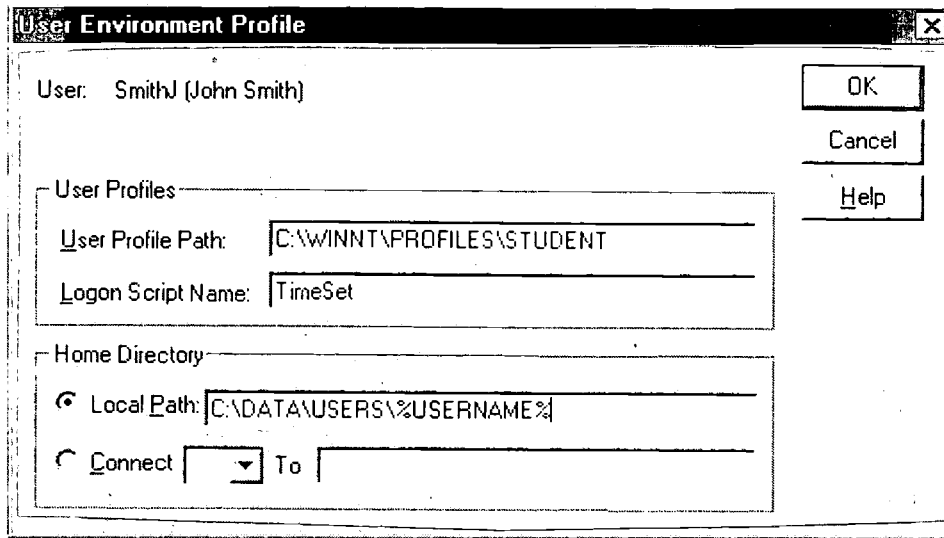 User Environment Profile
User: SmithJ (John Smith)
OK
Cancel
Help
User Profiles
User Profile Path: C:\WINNT\PROFILES\STUDENT
Logon Script Name: TimeSet
Home Directory
Local Path: C:\DATA\USERS\%USERNAME%
Connect To